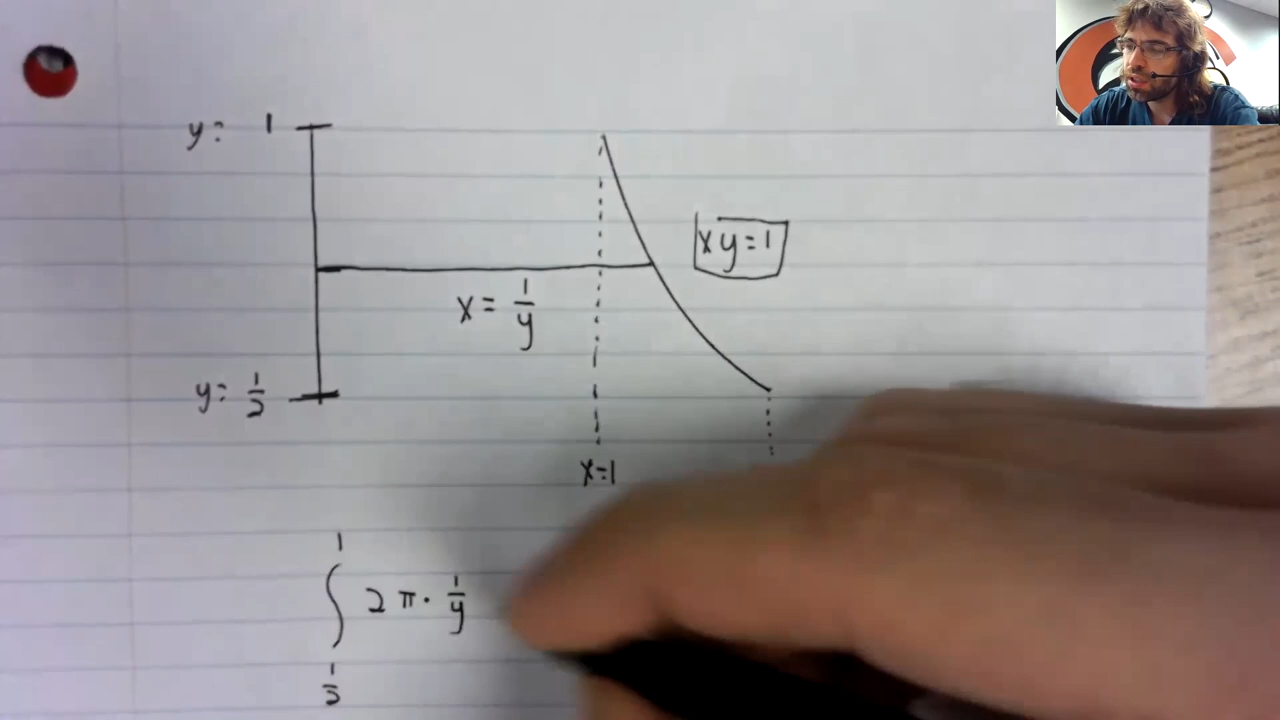 y= 1
xy=1
x = 1/y
y= 1/2
x=1
∫ 1/2 1 2π · 1/y